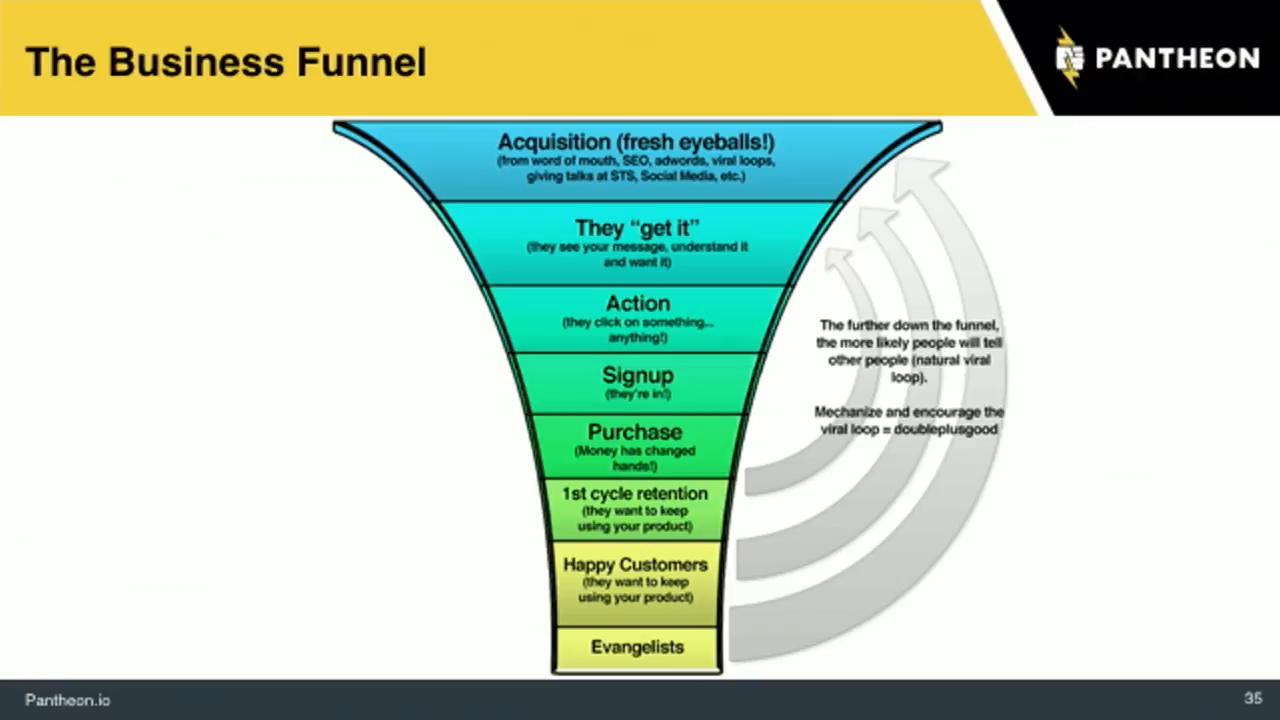 The Business Funnel
PANTHEON
Acquisition (fresh eyeballs!)
(from word of mouth, SEO, adwords, viral loops,
giving talks at STS, Social Media, etc.)
They “get it”
(they see your message, understand it
and want it)
Action
(they click on something...
anything!)
Signup
(they're in!)
Purchase
(Money has changed
hands!)
1st cycle retention
(they want to keep
using your product)
Happy Customers
(they want to keep
using your product)
Evangelists
The further down the funnel,
the more likely people will tell
other people (natural viral
loop).
Mechanize and encourage the
viral loop = doubleplusgood
Pantheon.io
35